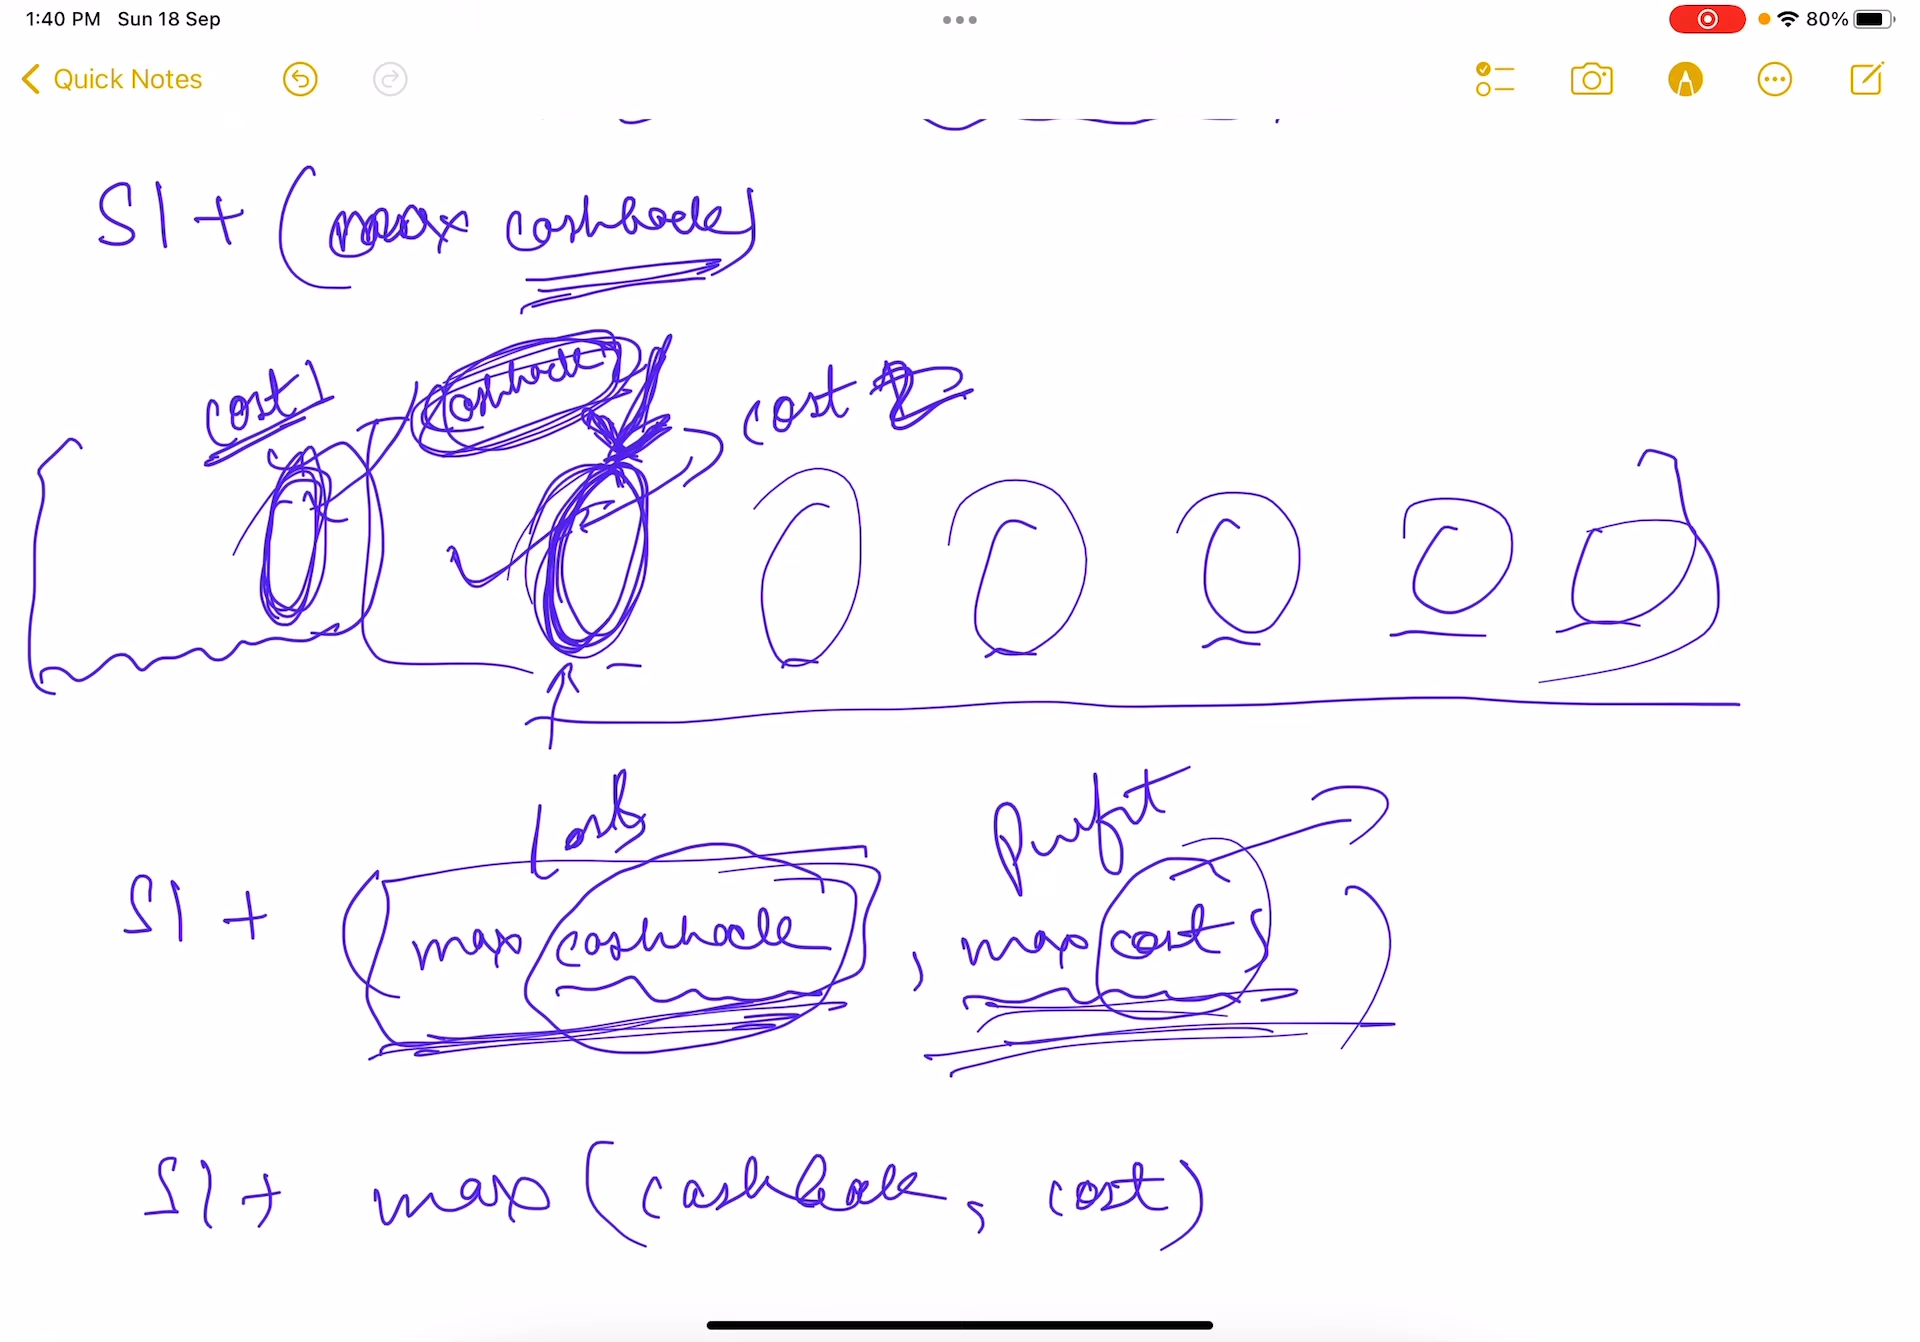 1:40 PM Sun 18 Sep 80%
Quick Notes
S1 + (max cashback)
cost 1 cashback cost 2
Loss Profit
S1 + (max cashback, max cost)
S1 + max (cashback, cost)